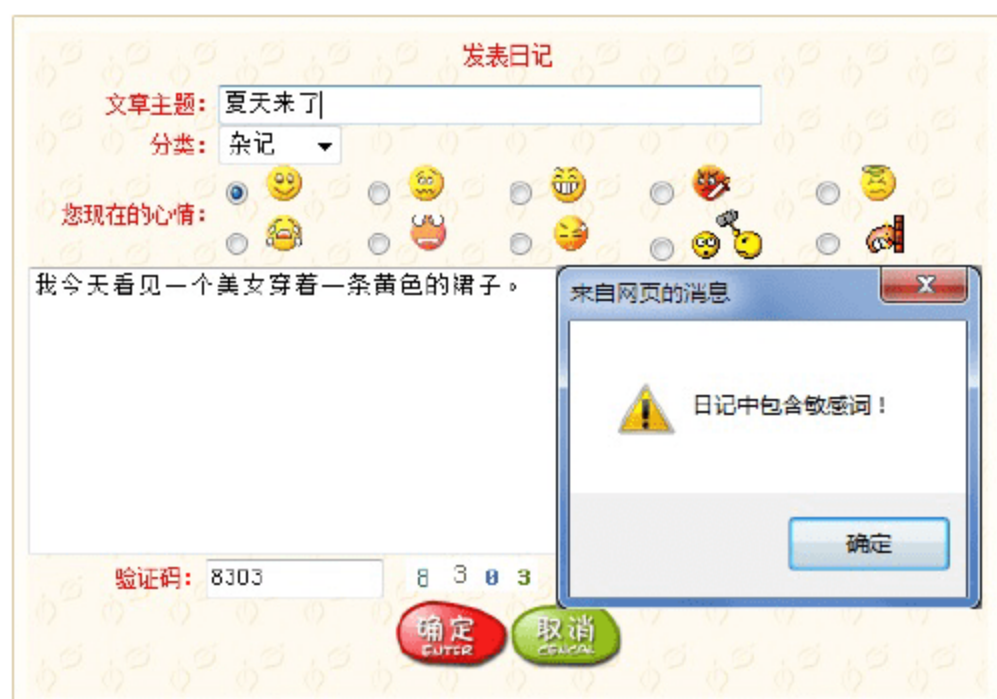 发表日记
文章主题： 夏天来了
分类： 杂记
您现在的心情：
我今天看见一个美女穿着一条黄色的裙子。
来自网页的消息
日记中包含敏感词！
确定
验证码： 8303 8 3 0 3
确定 取消
ENTER CENCAL